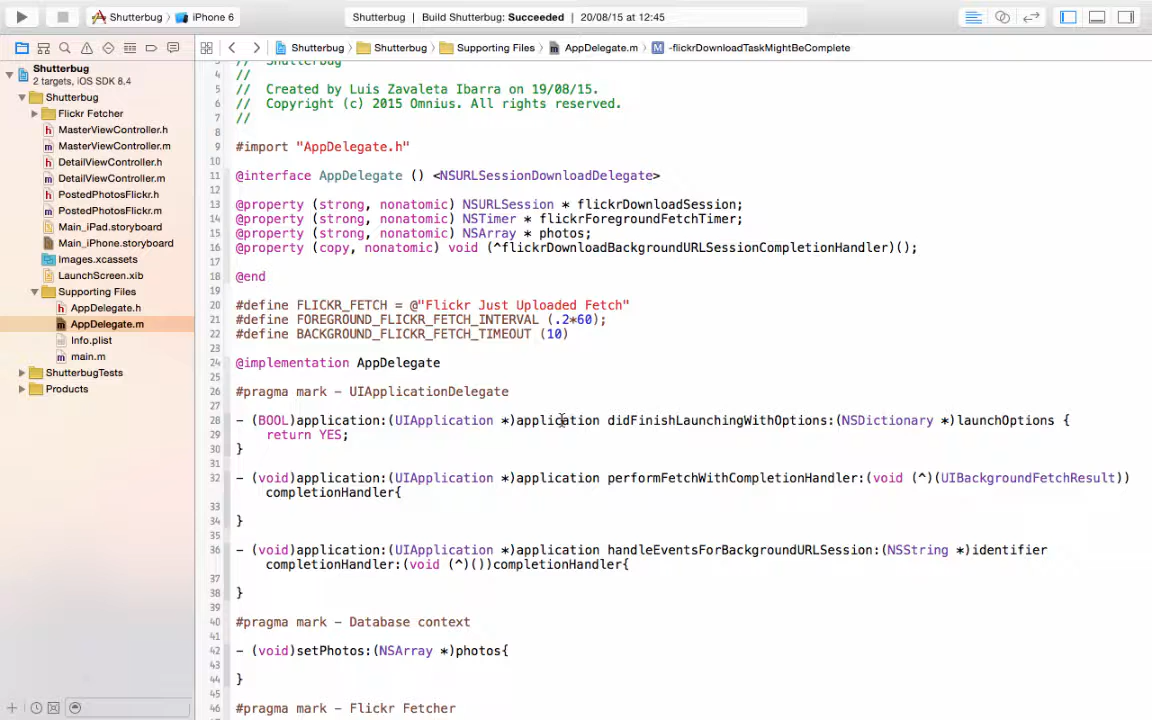 Shutterbug iPhone 6
Shutterbug | Build Shutterbug: Succeeded | 20/08/15 at 12:45
Shutterbug Shutterbug Supporting Files AppDelegate.m M -flickrDownloadTaskMightBeComplete
Shutterbug
2 targets, iOS SDK 8.4
Shutterbug
Flickr Fetcher
h MasterViewController.h
m MasterViewController.m
h DetailViewController.h
m DetailViewController.m
h PostedPhotosFlickr.h
m PostedPhotosFlickr.m
Main_iPad.storyboard
Main_iPhone.storyboard
Images.xcassets
LaunchScreen.xib
Supporting Files
h AppDelegate.h
m AppDelegate.m
Info.plist
m main.m
ShutterbugTests
Products
3 // Shutterbug
4 //
5 // Created by Luis Zavaleta Ibarra on 19/08/15.
6 // Copyright (c) 2015 Omnius. All rights reserved.
7 //
8
9 #import "AppDelegate.h"
10
11 @interface AppDelegate () <NSURLSessionDownloadDelegate>
12
13 @property (strong, nonatomic) NSURLSession * flickrDownloadSession;
14 @property (strong, nonatomic) NSTimer * flickrForegroundFetchTimer;
15 @property (strong, nonatomic) NSArray * photos;
16 @property (copy, nonatomic) void (^flickrDownloadBackgroundURLSessionCompletionHandler)();
17
18 @end
19
20 #define FLICKR_FETCH = @"Flickr Just Uploaded Fetch"
21 #define FOREGROUND_FLICKR_FETCH_INTERVAL (.2*60);
22 #define BACKGROUND_FLICKR_FETCH_TIMEOUT (10)
23
24 @implementation AppDelegate
25
26 #pragma mark - UIApplicationDelegate
27
28 - (BOOL)application:(UIApplication *)application didFinishLaunchingWithOptions:(NSDictionary *)launchOptions {
29 return YES;
30 }
31
32 - (void)application:(UIApplication *)application performFetchWithCompletionHandler:(void (^)(UIBackgroundFetchResult))
completionHandler{
33
34 }
35
36 - (void)application:(UIApplication *)application handleEventsForBackgroundURLSession:(NSString *)identifier
completionHandler:(void (^)())completionHandler{
37
38 }
39
40 #pragma mark - Database context
41
42 - (void)setPhotos:(NSArray *)photos{
43
44 }
45
46 #pragma mark - Flickr Fetcher